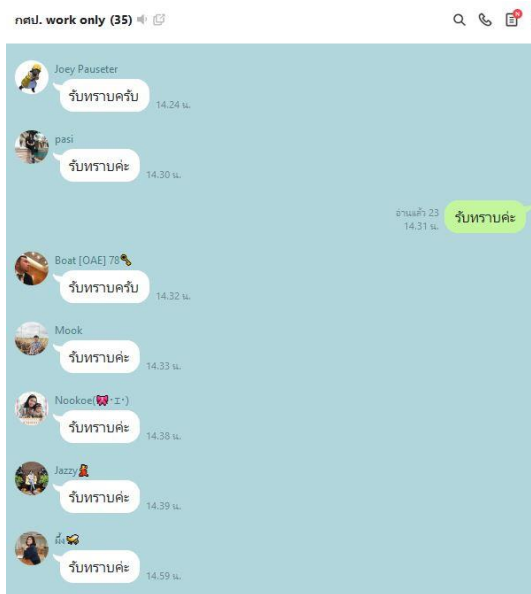 กศป. work only (35)
N
Joey Pauseter
รับทราบครับ
14.24 น.
pasi
รับทราบค่ะ
14.30 น.
อ่านแล้ว 23
14.31 น.
รับทราบค่ะ
Boat [OAE] 78
รับทราบครับ
14.32 น.
Mook
รับทราบค่ะ
14.33 น.
Nookoe(🎀･ｪ･)
รับทราบค่ะ
14.38 น.
Jazzy
รับทราบค่ะ
14.39 น.
ผึ้ง
รับทราบค่ะ
14.59 น.